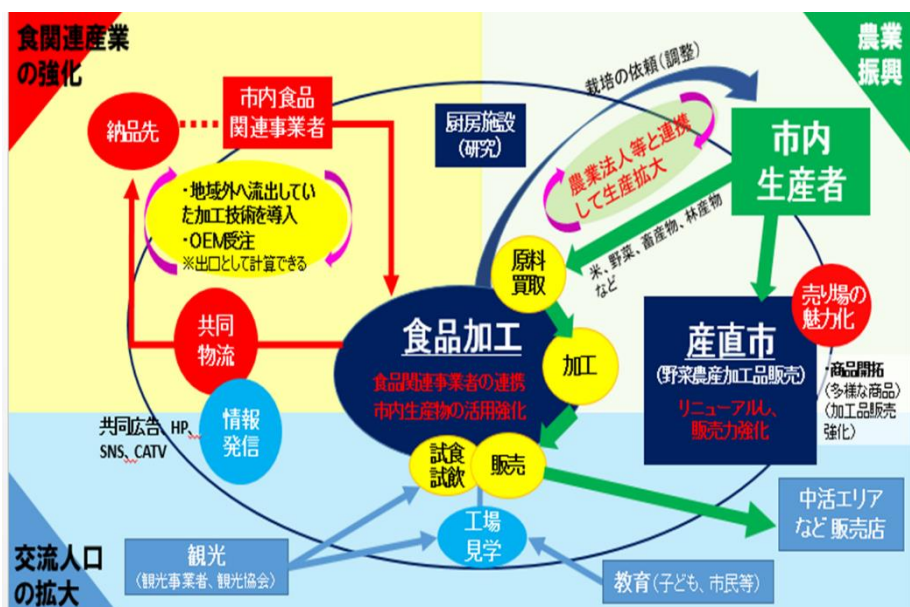 食関連産業
の強化
農業
振興
納品先
市内食品
関連事業者
厨房施設
(研究)
栽培の依頼(調整)
農業法人等と連携
して生産拡大
市内
生産者
・地域外へ流出してい
た加工技術を導入
・OEM受注
※出口として計算できる
原料
買取
米、野菜、畜産物、林産物
など
売り場の
魅力化
共同
物流
食品加工
食品関連事業者の連携
市内生産物の活用強化
加工
産直市
(野菜農産加工品販売)
リニューアルし、
販売力強化
・商品開拓
(多様な商品)
(加工品販売
強化)
共同広告、HP、
SNS、CATV
情報
発信
試食
試飲
販売
工場
見学
中活エリア
など 販売店
交流人口
の拡大
観光
(観光事業者、観光協会)
教育(子ども、市民等)